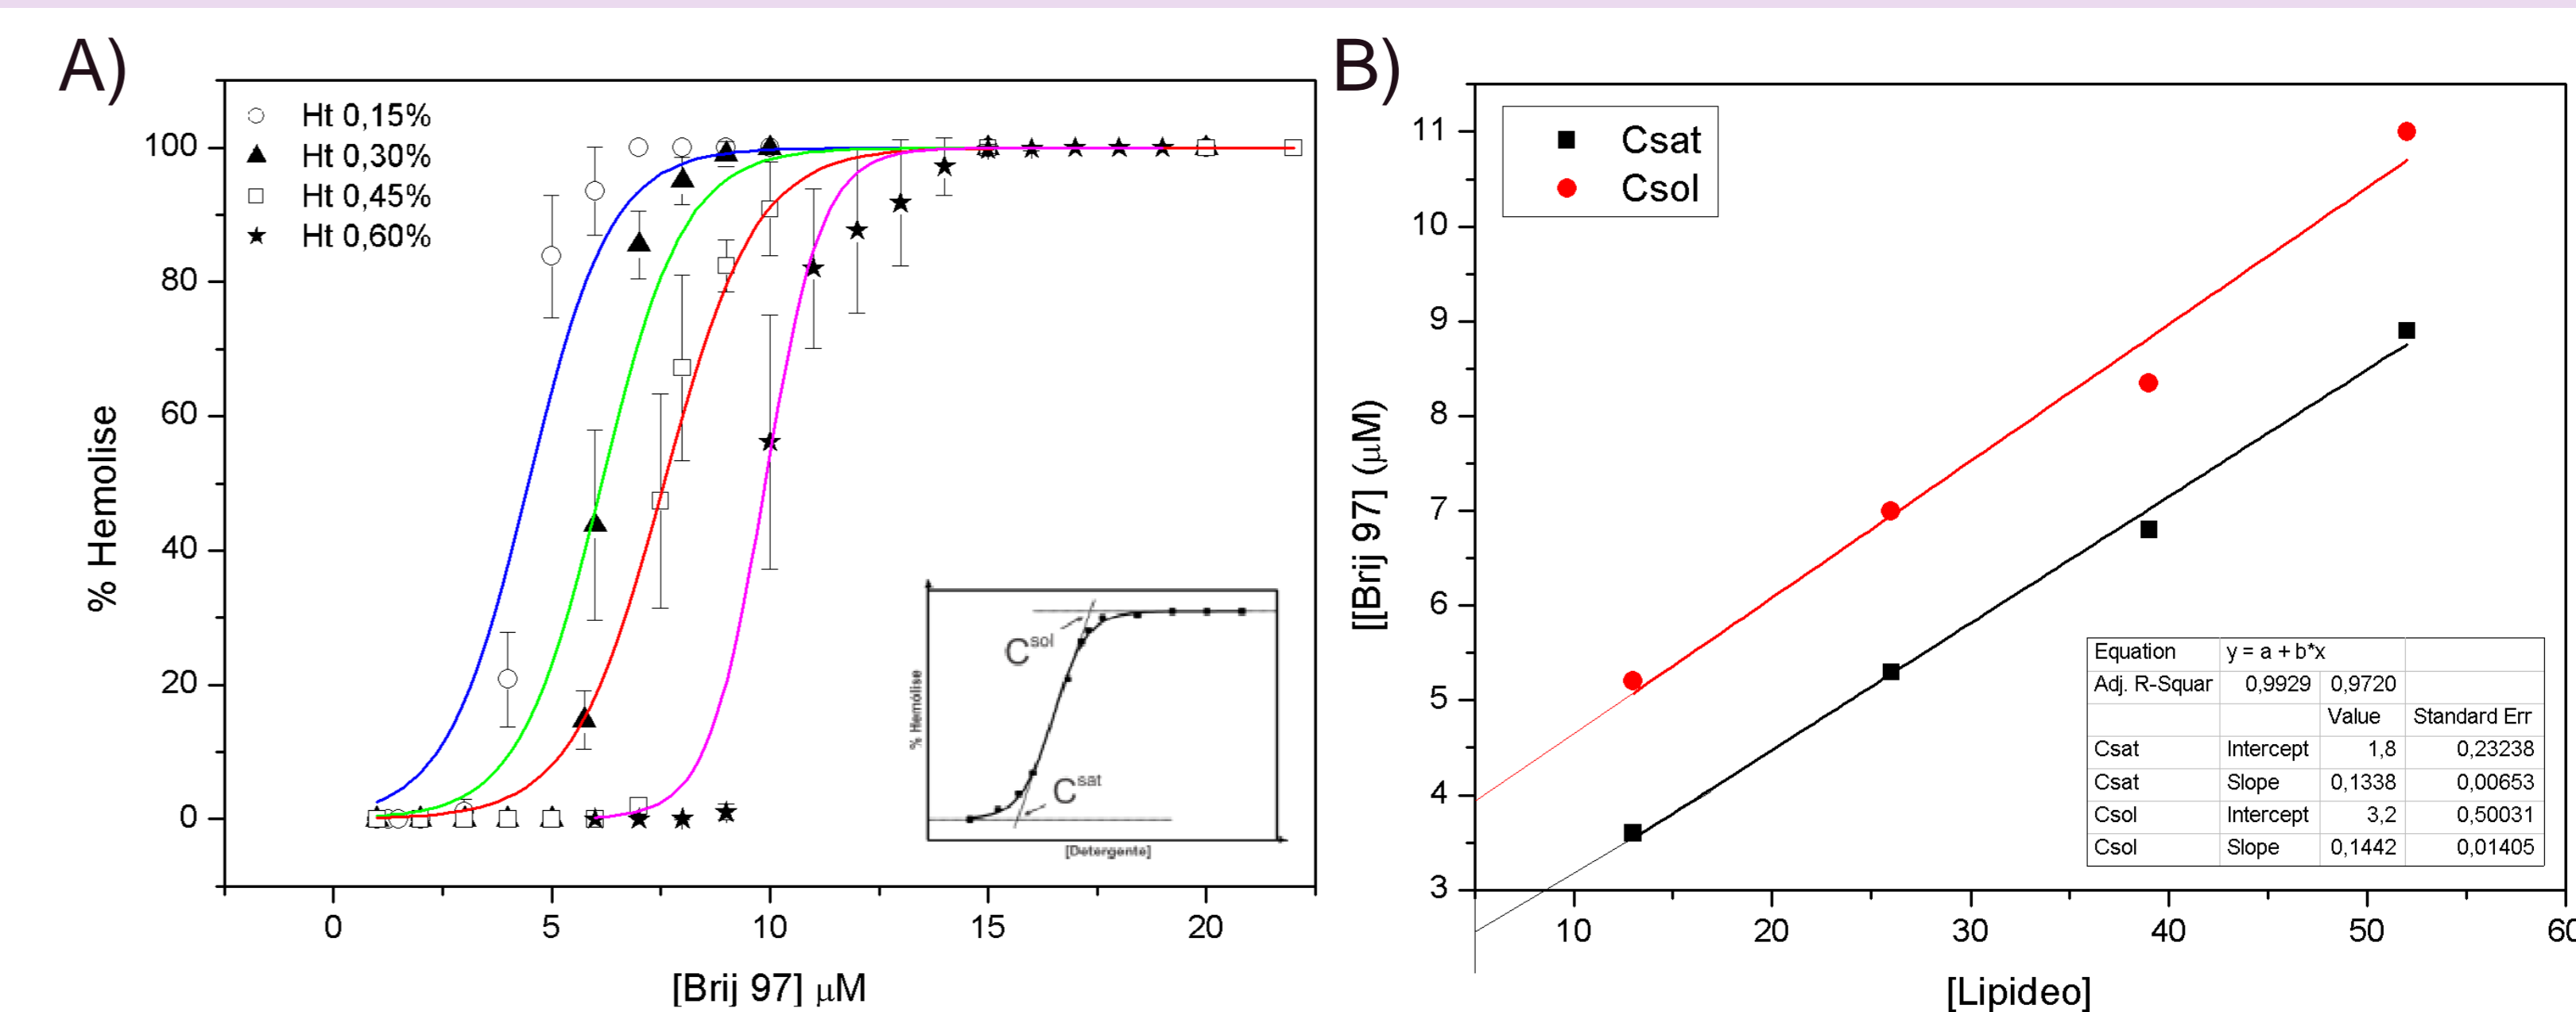 A)
Ht 0,15%
Ht 0,30%
Ht 0,45%
Ht 0,60%
100
80
60
40
20
0
% Hemolise
0 5 10 15 20
[Brij 97] μM
C sol
C sat
% Hemólise
[Detergente]
B)
Csat
Csol
11
10
9
8
7
6
5
4
3
[[Brij 97] (μM)
10 20 30 40 50 60
[Lipideo]
Equation y = a + b*x
Adj. R-Squar 0,9929 0,9720
Value Standard Err
Csat Intercept 1,8 0,23238
Csat Slope 0,1338 0,00653
Csol Intercept 3,2 0,50031
Csol Slope 0,1442 0,01405